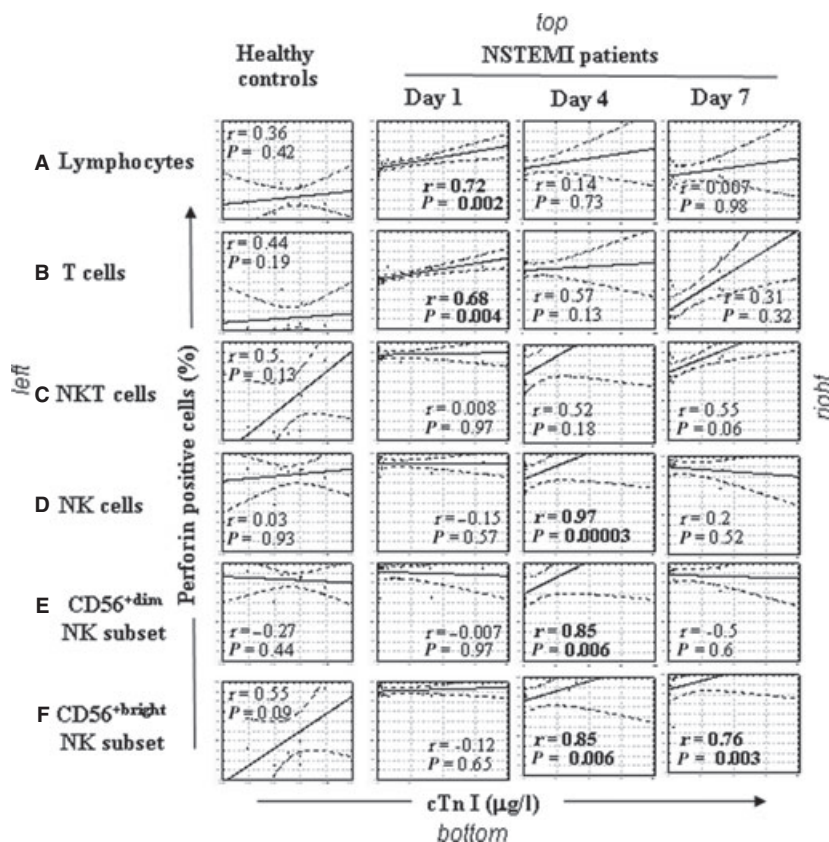 top
Healthy controls
NSTEMI patients
Day 1 Day 4 Day 7
A Lymphocytes
r = 0.36
P = 0.42
r = 0.72
P = 0.002
r = 0.14
P = 0.73
r = 0.007
P = 0.98
B T cells
r = 0.44
P = 0.19
r = 0.68
P = 0.004
r = 0.57
P = 0.13
r = 0.31
P = 0.32
C NKT cells
r = 0.5
P = 0.13
r = 0.008
P = 0.97
r = 0.52
P = 0.18
r = 0.55
P = 0.06
D NK cells
r = 0.03
P = 0.93
r = −0.15
P = 0.57
r = 0.97
P = 0.00003
r = 0.2
P = 0.52
E CD56+dim
NK subset
r = −0.27
P = 0.44
r = −0.007
P = 0.97
r = 0.85
P = 0.006
r = -0.5
P = 0.6
F CD56+bright
NK subset
r = 0.55
P = 0.09
r = -0.12
P = 0.65
r = 0.85
P = 0.006
r = 0.76
P = 0.003
Perforin positive cells (%)
left
right
cTn I (μg/l)
bottom